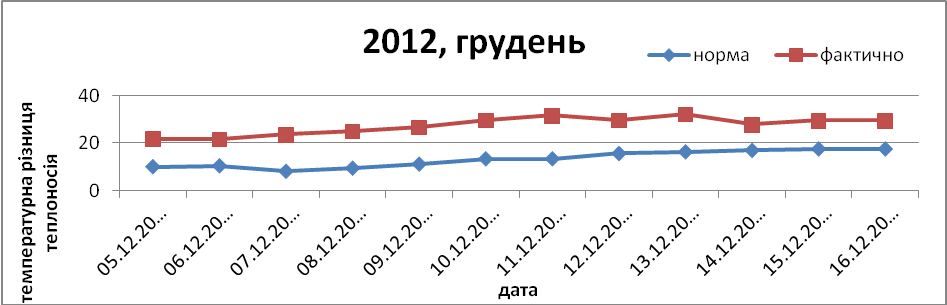 2012, грудень
норма
фактично
температурна різниця
теплоносія
40
20
0
05.12.20...
06.12.20...
07.12.20...
08.12.20...
09.12.20...
10.12.20...
11.12.20...
12.12.20...
13.12.20...
14.12.20...
15.12.20...
16.12.20...
дата